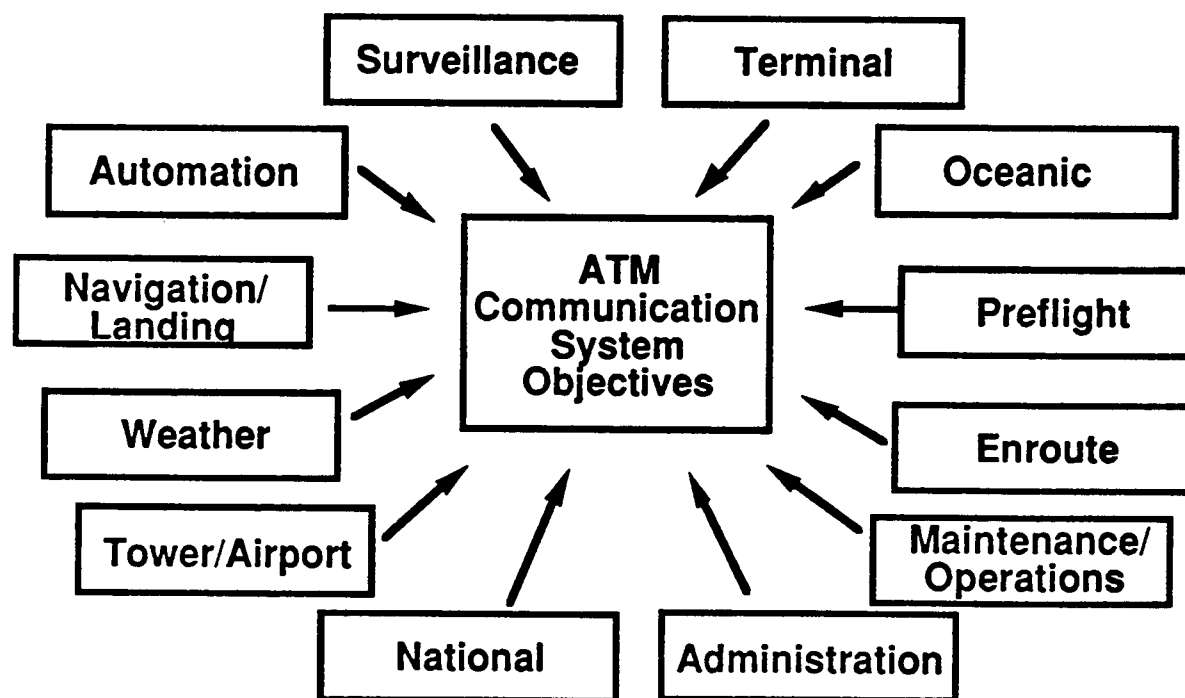 Surveillance
Terminal
Automation
Oceanic
ATM
Communication
System
Objectives
Navigation/
Landing
Preflight
Weather
Enroute
Tower/Airport
Maintenance/
Operations
National
Administration